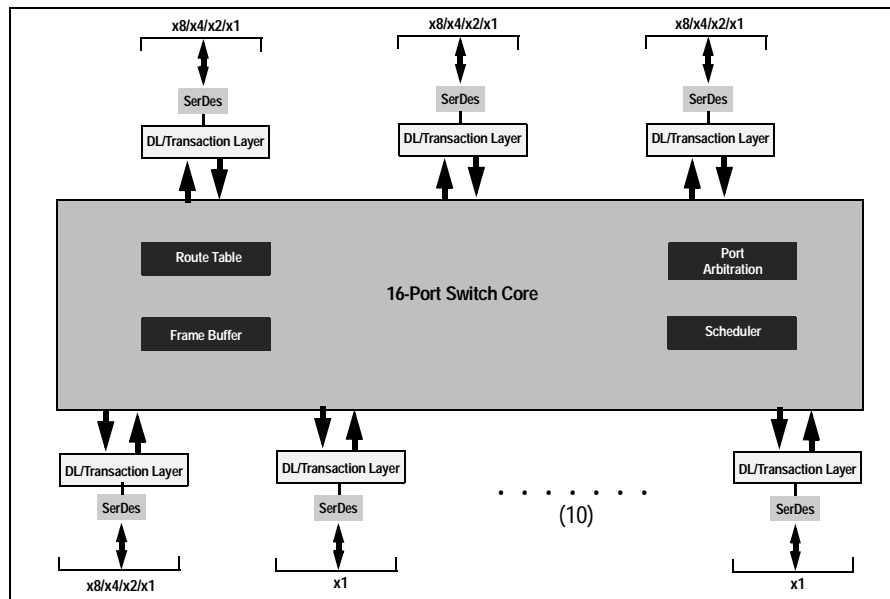 x8/x4/x2/x1
x8/x4/x2/x1
x8/x4/x2/x1
SerDes
SerDes
SerDes
DL/Transaction Layer
DL/Transaction Layer
DL/Transaction Layer
Route Table
Port
Arbitration
16-Port Switch Core
Frame Buffer
Scheduler
DL/Transaction Layer
DL/Transaction Layer
DL/Transaction Layer
SerDes
SerDes
SerDes
. . . . . . .
(10)
x8/x4/x2/x1
x1
x1